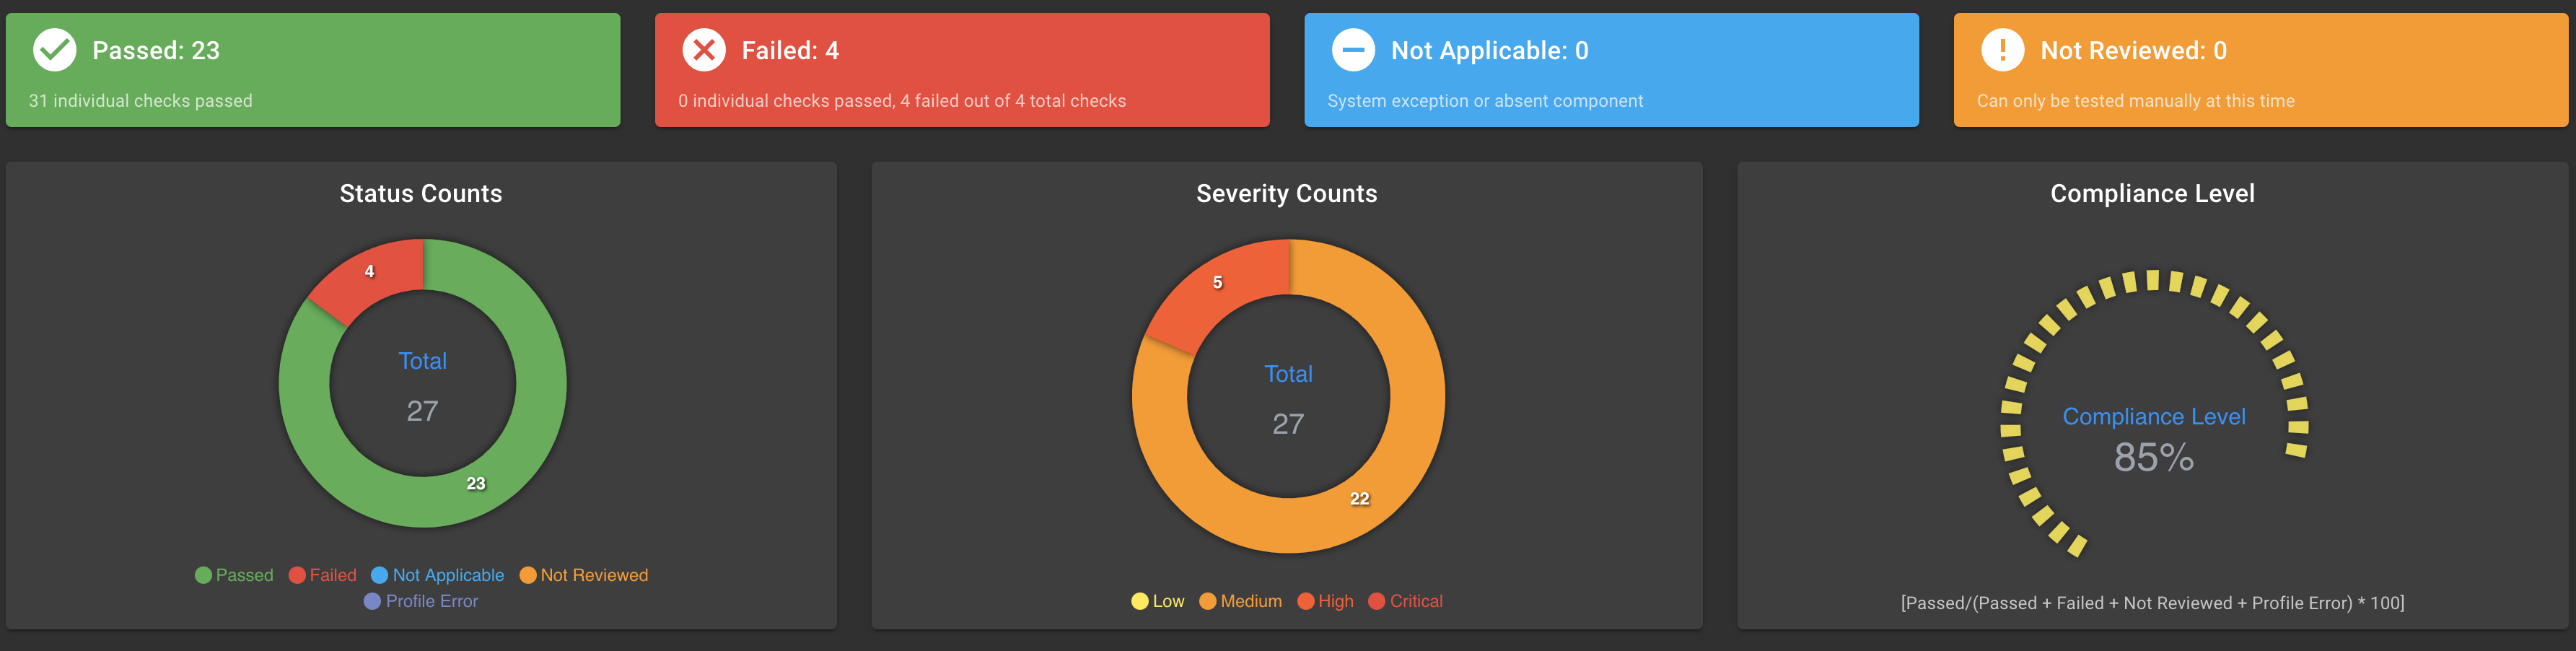 Passed: 23
31 individual checks passed
Failed: 4
0 individual checks passed, 4 failed out of 4 total checks
Not Applicable: 0
System exception or absent component
Not Reviewed: 0
Can only be tested manually at this time
Status Counts
4
Total
27
23
Passed Failed Not Applicable Not Reviewed
Profile Error
Severity Counts
5
Total
27
22
Low Medium High Critical
Compliance Level
Compliance Level
85%
[Passed/(Passed + Failed + Not Reviewed + Profile Error) * 100]